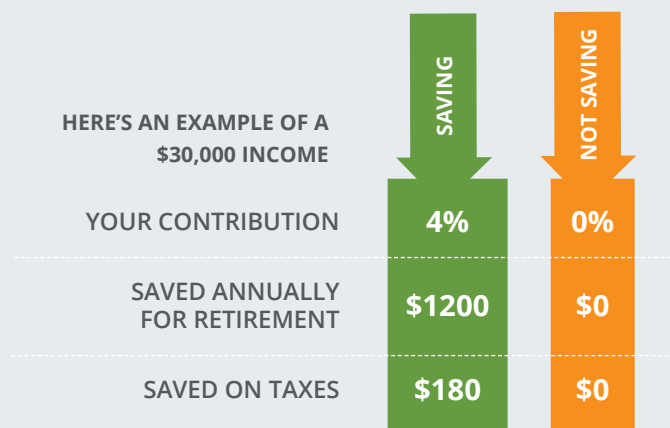 SAVING
NOT SAVING
HERE'S AN EXAMPLE OF A
$30,000 INCOME
YOUR CONTRIBUTION 4% 0%
SAVED ANNUALLY
FOR RETIREMENT $1200 $0
SAVED ON TAXES $180 $0